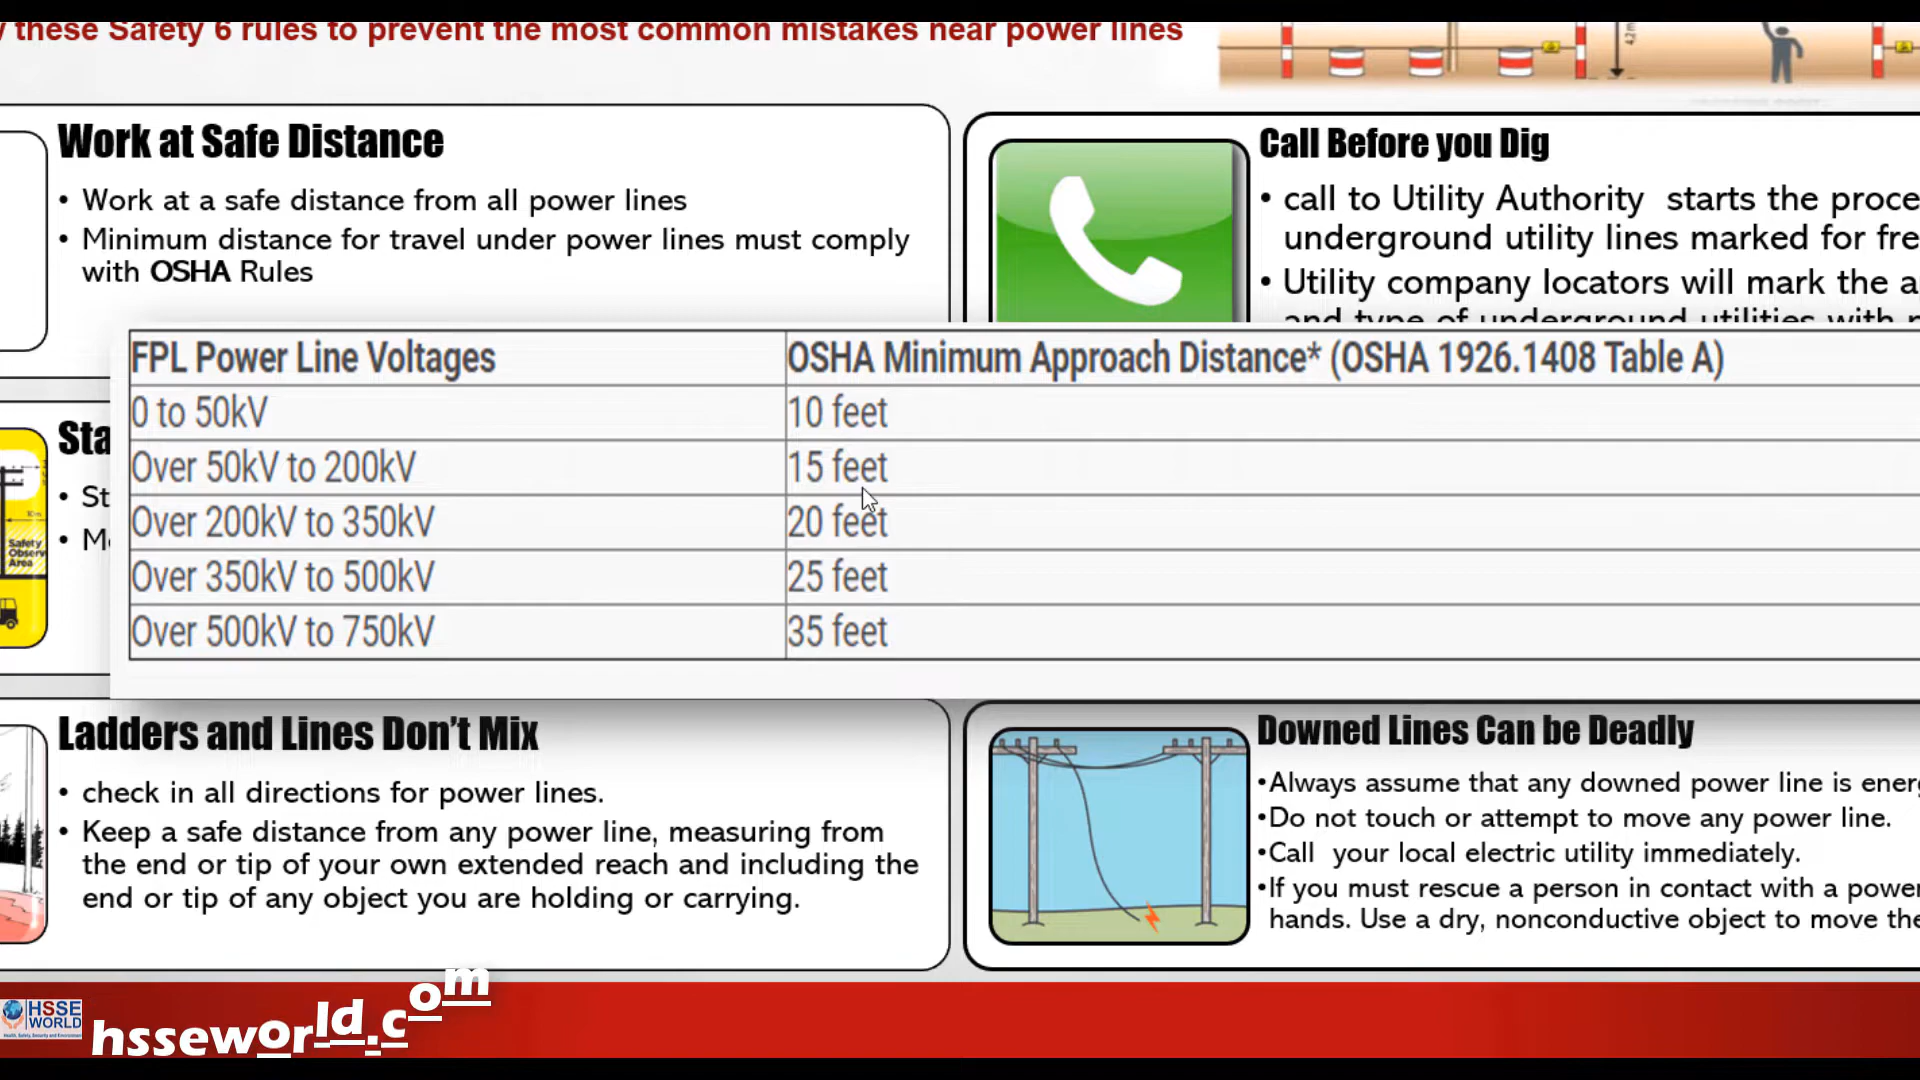 these Safety 6 rules to prevent the most common mistakes near power lines
Work at Safe Distance
• Work at a safe distance from all power lines
• Minimum distance for travel under power lines must comply
with OSHA Rules
Call Before you Dig
• call to Utility Authority starts the proce
underground utility lines marked for fre
• Utility company locators will mark the a
and type of underground utilities with
FPL Power Line Voltages OSHA Minimum Approach Distance* (OSHA 1926.1408 Table A)
0 to 50kV 10 feet
Over 50kV to 200kV 15 feet
Over 200kV to 350kV 20 feet
Over 350kV to 500kV 25 feet
Over 500kV to 750kV 35 feet
Sta
• St
• M
Safety
Observ
Area
Ladders and Lines Don't Mix
• check in all directions for power lines.
• Keep a safe distance from any power line, measuring from
the end or tip of your own extended reach and including the
end or tip of any object you are holding or carrying.
Downed Lines Can be Deadly
•Always assume that any downed power line is energ
•Do not touch or attempt to move any power line.
•Call your local electric utility immediately.
•If you must rescue a person in contact with a power
hands. Use a dry, nonconductive object to move the
HSSE
WORLD
hsseworld.com